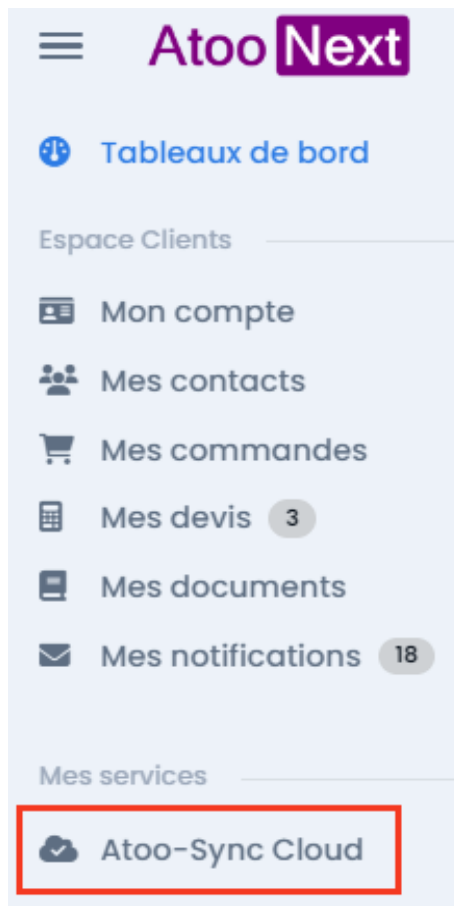 Atoo Next
Tableaux de bord
Espace Clients
Mon compte
Mes contacts
Mes commandes
Mes devis 3
Mes documents
Mes notifications 18
Mes services
Atoo-Sync Cloud